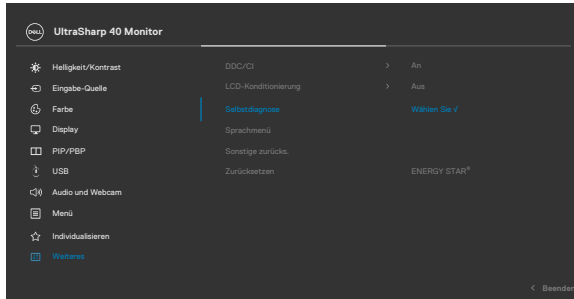 DELL UltraSharp 40 Monitor
Helligkeit/Kontrast DDC/CI > An
Eingabe-Quelle LCD-Konditionierung > Aus
Farbe Selbstdiagnose Wählen Sie √
Display Sprachmenü
PIP/PBP Sonstige zurücks.
USB Zurücksetzen ENERGY STAR®
Audio und Webcam
Menü
Individualisieren
Weiteres
< Beenden